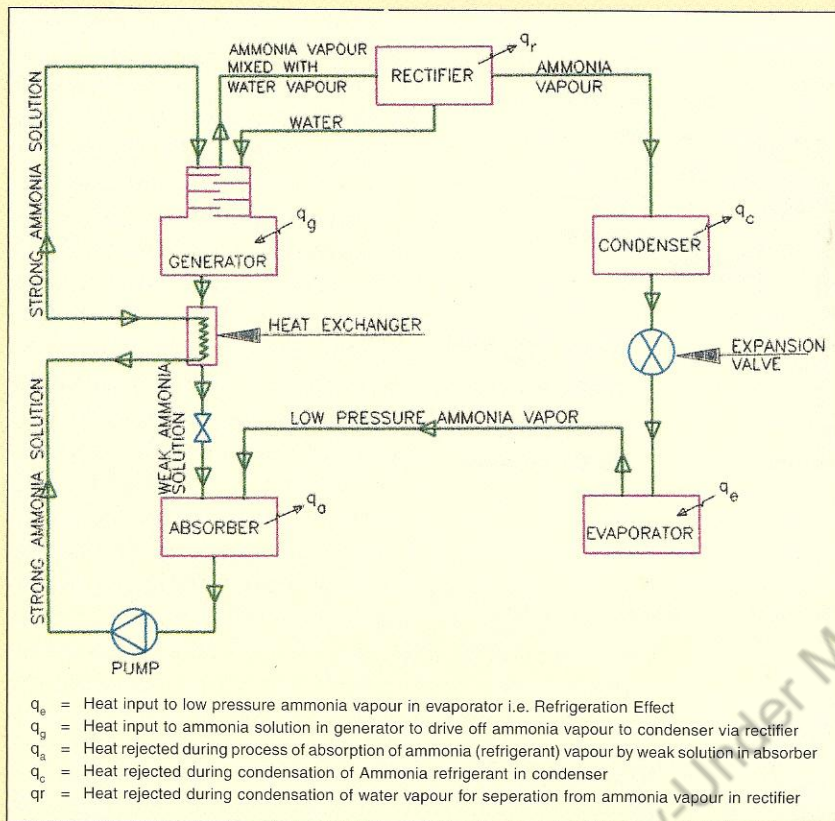 AMMONIA VAPOUR
MIXED WITH
WATER VAPOUR
RECTIFIER
qr
AMMONIA
VAPOUR
WATER
STRONG AMMONIA SOLUTION
GENERATOR
qg
CONDENSER
qc
HEAT EXCHANGER
EXPANSION
VALVE
WEAK AMMONIA
SOLUTION
LOW PRESSURE AMMONIA VAPOR
STRONG AMMONIA SOLUTION
ABSORBER
qa
EVAPORATOR
qe
PUMP
qe = Heat input to low pressure ammonia vapour in evaporator i.e. Refrigeration Effect
qg = Heat input to ammonia solution in generator to drive off ammonia vapour to condenser via rectifier
qa = Heat rejected during process of absorption of ammonia (refrigerant) vapour by weak solution in absorber
qc = Heat rejected during condensation of Ammonia refrigerant in condenser
qr = Heat rejected during condensation of water vapour for seperation from ammonia vapour in rectifier
-Under M